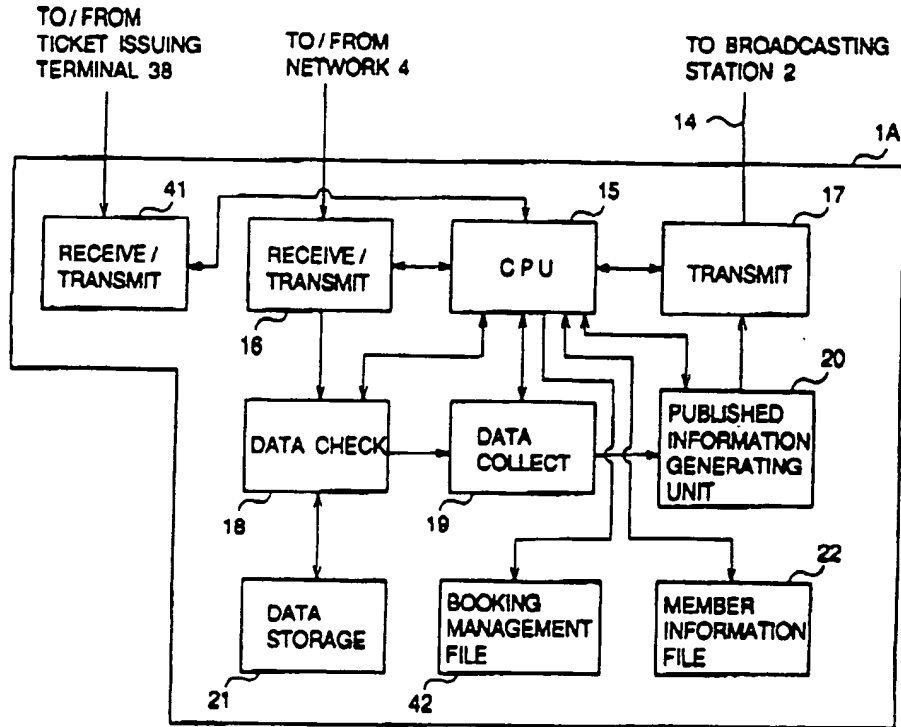 TO/FROM
TICKET ISSUING
TERMINAL 38
TO/FROM
NETWORK 4
TO BROADCASTING
STATION 2
14
1A
41
15
17
RECEIVE/
TRANSMIT
RECEIVE/
TRANSMIT
CPU
TRANSMIT
16
20
DATA CHECK
DATA
COLLECT
PUBLISHED
INFORMATION
GENERATING
UNIT
18
19
22
DATA
STORAGE
BOOKING
MANAGEMENT
FILE
MEMBER
INFORMATION
FILE
21
42